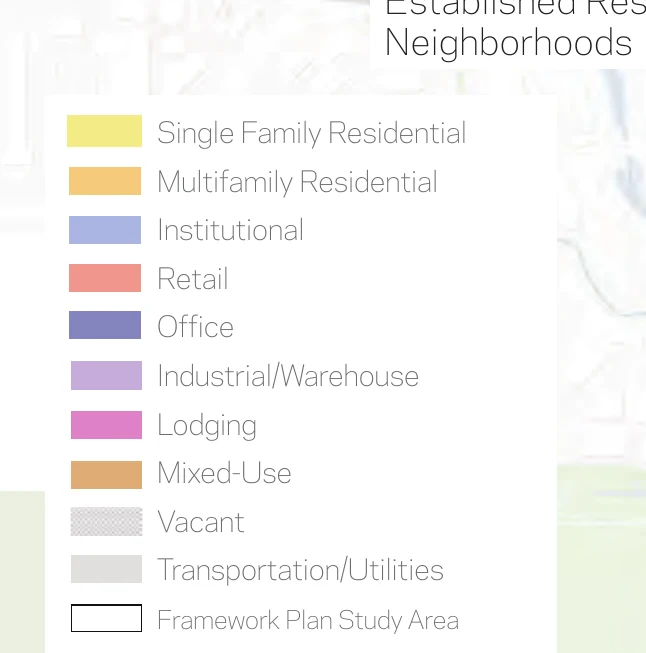 Established Res
Neighborhoods
Single Family Residential
Multifamily Residential
Institutional
Retail
Office
Industrial/Warehouse
Lodging
Mixed-Use
Vacant
Transportation/Utilities
Framework Plan Study Area